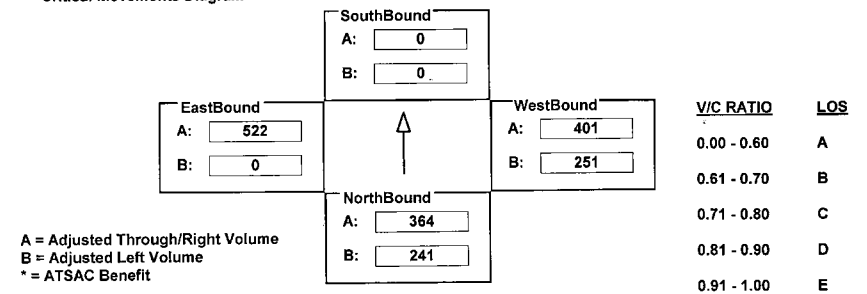 Critical Movements Diagram
SouthBound
A: 0
B: 0
EastBound
A: 522
B: 0
WestBound
A: 401
B: 251
NorthBound
A: 364
B: 241
A = Adjusted Through/Right Volume
B = Adjusted Left Volume
* = ATSAC Benefit
V/C RATIO LOS
0.00 - 0.60 A
0.61 - 0.70 B
0.71 - 0.80 C
0.81 - 0.90 D
0.91 - 1.00 E